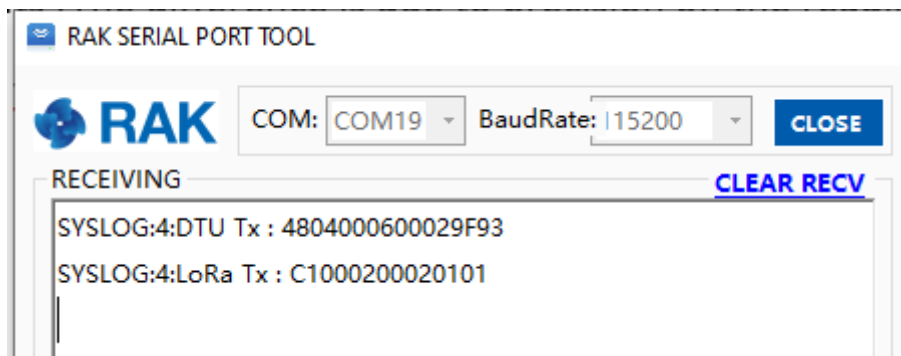 RAK SERIAL PORT TOOL
RAK
COM: COM19 BaudRate: 115200 CLOSE
RECEIVING CLEAR RECV
SYSLOG:4:DTU Tx : 4804000600029F93
SYSLOG:4:LoRa Tx : C1000200020101